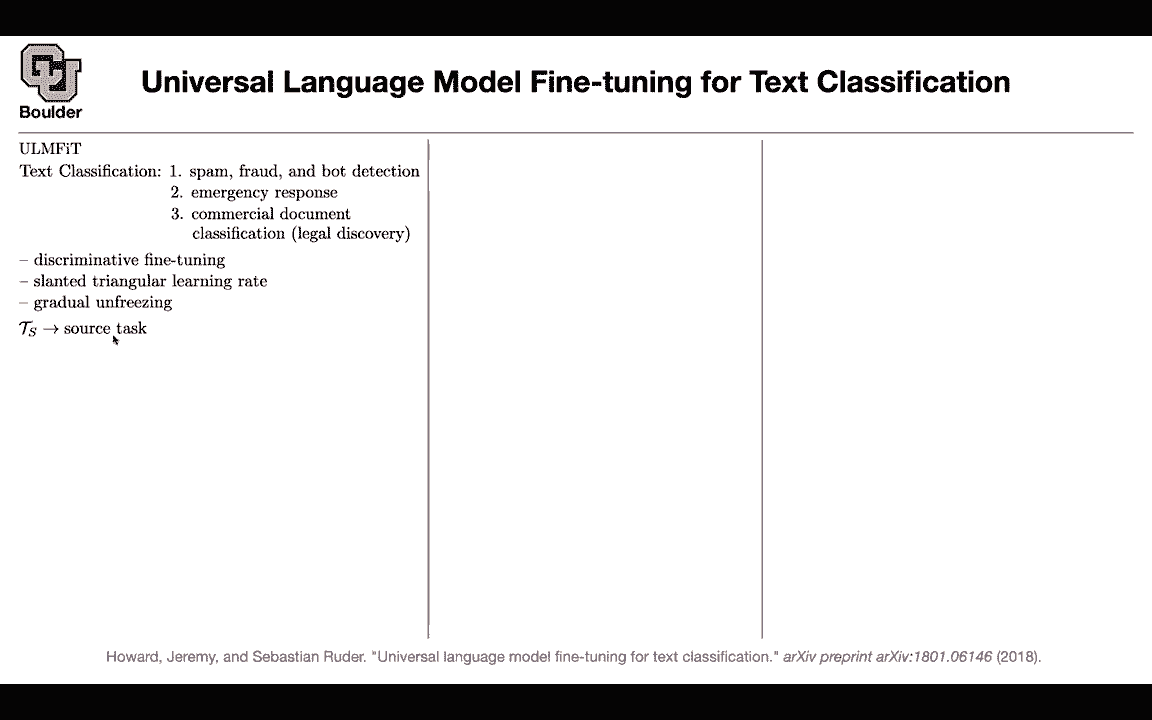 Boulder
Universal Language Model Fine-tuning for Text Classification
ULMFiT
Text Classification: 1. spam, fraud, and bot detection
2. emergency response
3. commercial document
classification (legal discovery)
– discriminative fine-tuning
– slanted triangular learning rate
– gradual unfreezing
𝒯_S → source task
Howard, Jeremy, and Sebastian Ruder. "Universal language model fine-tuning for text classification." arXiv preprint arXiv:1801.06146 (2018).